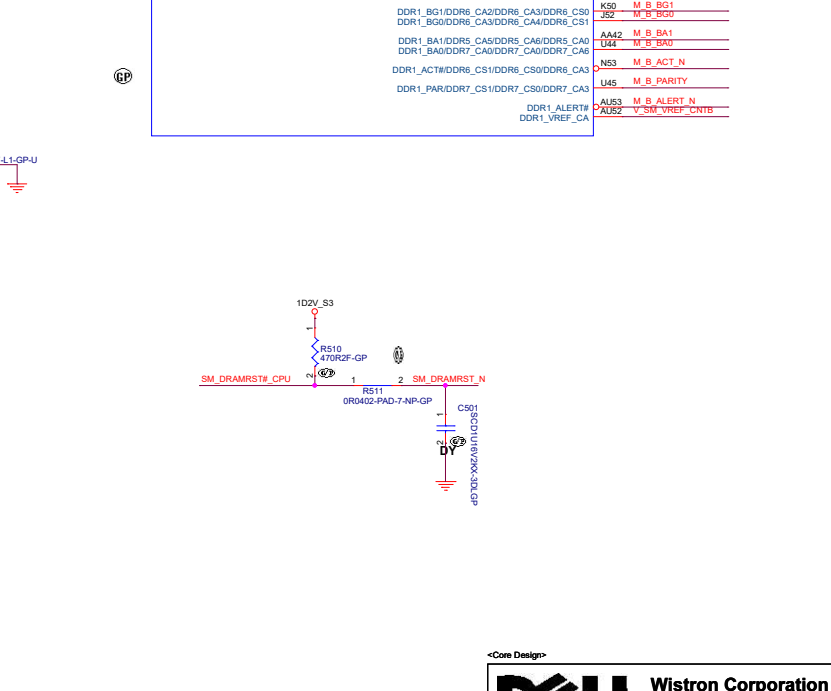 DDR1_BG1/DDR6_CA2/DDR6_CA3/DDR6_CS0 K50 M_B_BG1
DDR1_BG0/DDR6_CA3/DDR6_CA4/DDR6_CS1 J52 M_B_BG0
DDR1_BA1/DDR5_CA5/DDR5_CA6/DDR5_CA0 AA42 M_B_BA1
DDR1_BA0/DDR7_CA0/DDR7_CA0/DDR7_CA6 U44 M_B_BA0
DDR1_ACT#/DDR6_CS1/DDR6_CS0/DDR6_CA3 N53 M_B_ACT_N
GP
DDR1_PAR/DDR7_CS1/DDR7_CS0/DDR7_CA3 U45 M_B_PARITY
DDR1_ALERT# AU53 M_B_ALERT_N
DDR1_VREF_CA AU52 V_SM_VREF_CNTB
-L1-GP-U
1D2V_S3
1
R510
470R2F-GP
2
SM_DRAMRST#_CPU 1 2 SM_DRAMRST_N
R511
0R0402-PAD-7-NP-GP
C501
1
SCD1U16V2KX-3DLGP
2
DY
<Core Design>
DELL
Wistron Corporation